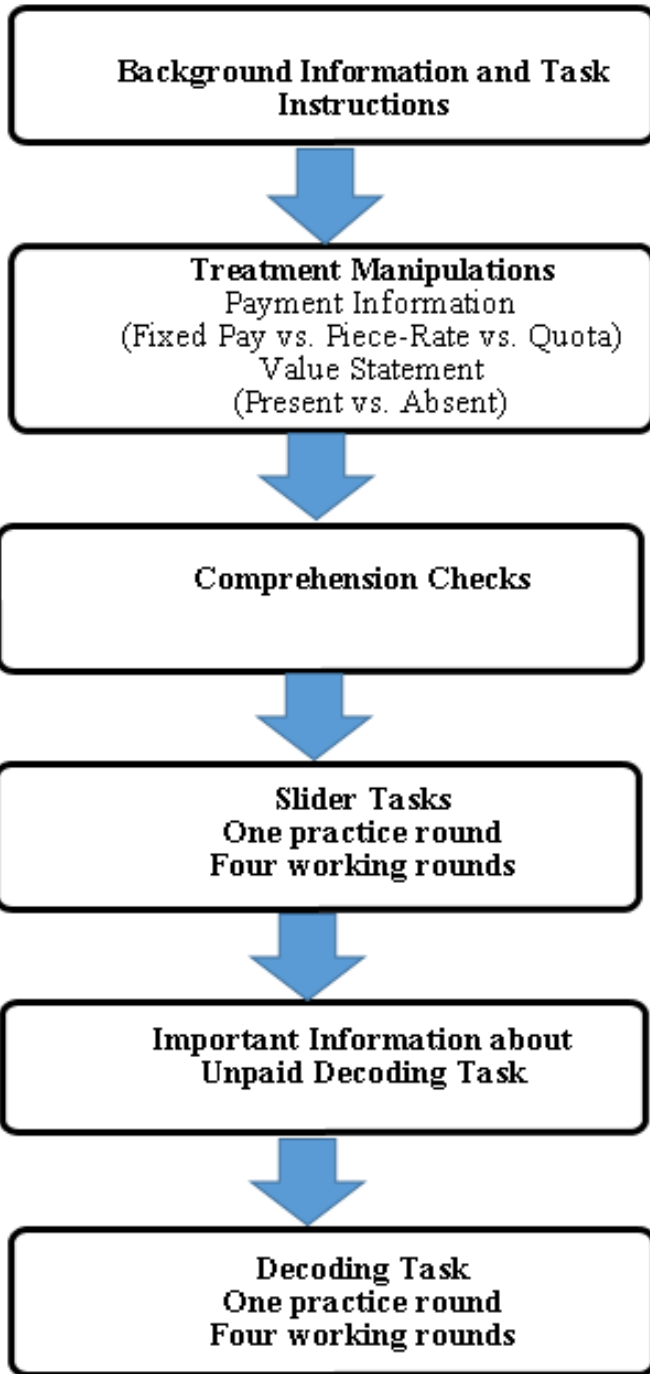 Background Information and Task
Instructions
Treatment Manipulations
Payment Information
(Fixed Pay vs. Piece-Rate vs. Quota)
Value Statement
(Present vs. Absent)
Comprehension Checks
Slider Tasks
One practice round
Four working rounds
Important Information about
Unpaid Decoding Task
Decoding Task
One practice round
Four working rounds